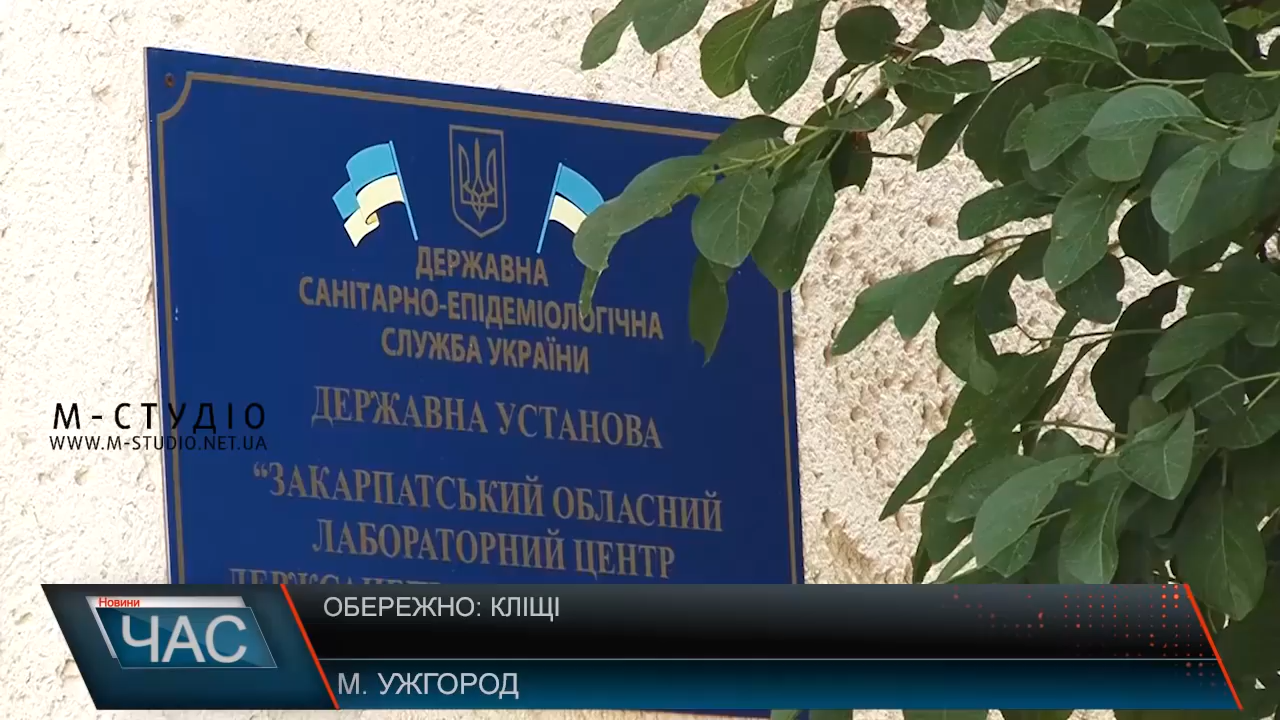 ДЕРЖАВНА
САНІТАРНО-ЕПІДЕМІОЛОГІЧНА
СЛУЖБА УКРАЇНИ
ДЕРЖАВНА УСТАНОВА
“ЗАКАРПАТСЬКИЙ ОБЛАСНИЙ
ЛАБОРАТОРНИЙ ЦЕНТР
М-СТУДІО
WWW.M-STUDIO.NET.UA
Новини
ЧАС
ОБЕРЕЖНО: КЛІЩІ
М. УЖГОРОД